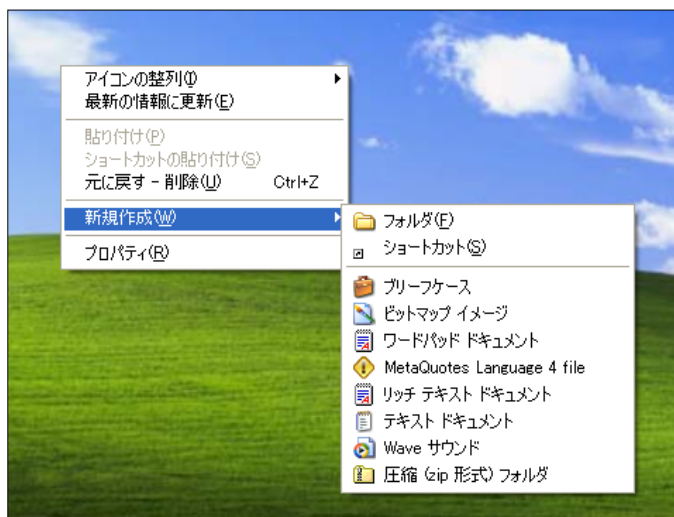 アイコンの整列(I)
最新の情報に更新(E)
貼り付け(P)
ショートカットの貼り付け(S)
元に戻す - 削除(U) Ctrl+Z
新規作成(W)
プロパティ(R)
フォルダ(F)
ショートカット(S)
ブリーフケース
ビットマップ イメージ
ワードパッド ドキュメント
MetaQuotes Language 4 file
リッチ テキスト ドキュメント
テキスト ドキュメント
Wave サウンド
圧縮 (zip 形式) フォルダ